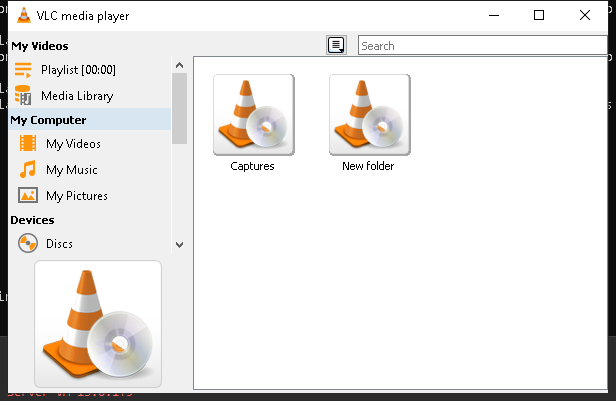 VLC media player
My Videos
Search
Playlist [00:00]
Media Library
My Computer
My Videos
My Music
My Pictures
Devices
Discs
Captures
New folder